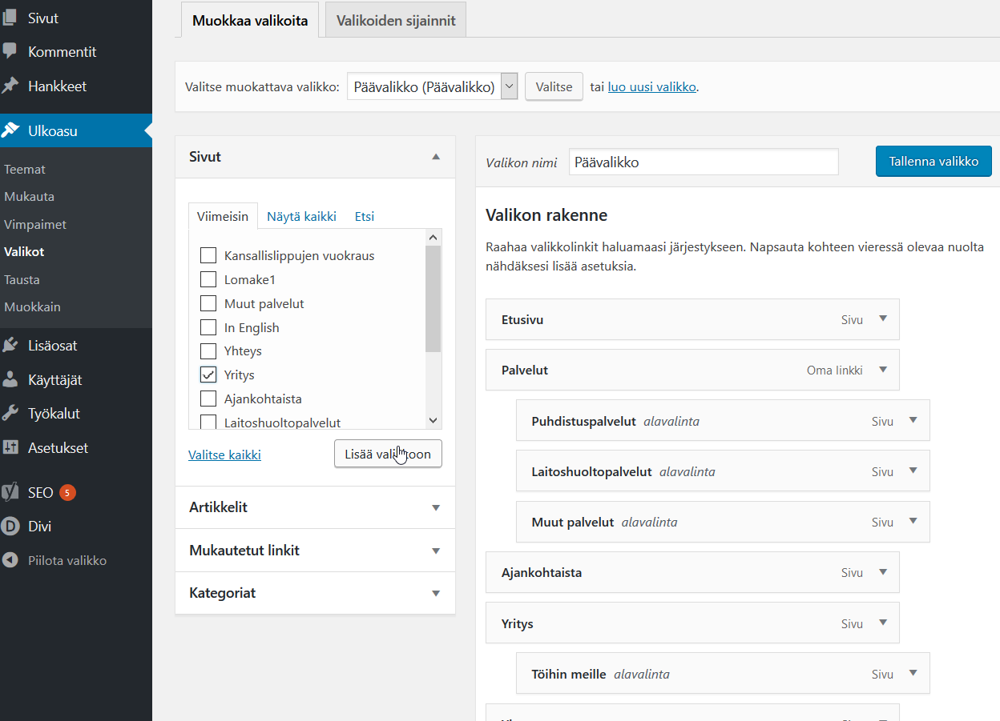 Sivut
Kommentit
Hankkeet
Ulkoasu
Teemat
Mukauta
Vimpaimet
Valikot
Tausta
Muokkain
Lisäosat
Käyttäjät
Työkalut
Asetukset
SEO 5
Divi
Piilota valikko
Muokkaa valikoita
Valikoiden sijainnit
Valitse muokattava valikko: Päävalikko (Päävalikko) Valitse tai luo uusi valikko.
Sivut
Viimeisin Näytä kaikki Etsi
Kansallislippujen vuokraus
Lomake1
Muut palvelut
In English
Yhteys
Yritys
Ajankohtaista
Laitoshuoltopalvelut
Valitse kaikki
Artikkelit
Mukautetut linkit
Kategoriat
Valikon nimi Päävalikko Tallenna valikko
Valikon rakenne
Raahaa valikkolinkit haluamaasi järjestykseen. Napsauta kohteen vieressä olevaa nuolta
nähdäksesi lisää asetuksia.
Etusivu Sivu
Palvelut Oma linkki
Puhdistuspalvelut alavalinta Sivu
Laitoshuoltopalvelut alavalinta Sivu
Muut palvelut alavalinta Sivu
Ajankohtaista Sivu
Yritys Sivu
Töihin meille alavalinta Sivu